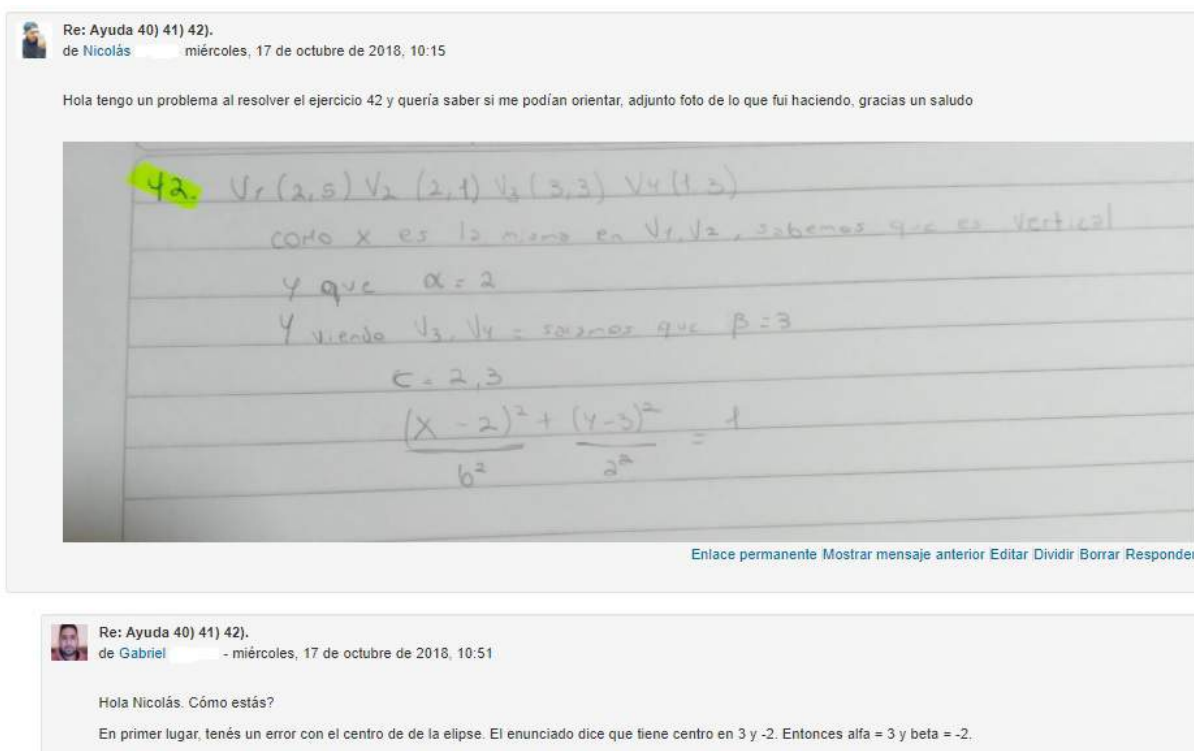 Re: Ayuda 40) 41) 42).
de Nicolás miércoles, 17 de octubre de 2018, 10:15
Hola tengo un problema al resolver el ejercicio 42 y quería saber si me podían orientar, adjunto foto de lo que fui haciendo, gracias un saludo
42. V1 (2,5) V2 (2,1) V3 (3,3) V4 (1 3)
como x es la misma en V1, V2, sabemos que es vertical
y que α = 2
Y viendo V3, V4 = sacamos que β = 3
C = 2,3
(x - 2)² + (y-3)² = 1
b² a²
Enlace permanente Mostrar mensaje anterior Editar Dividir Borrar Responder
Re: Ayuda 40) 41) 42).
de Gabriel - miércoles, 17 de octubre de 2018, 10:51
Hola Nicolás. Cómo estás?
En primer lugar, tenés un error con el centro de de la elipse. El enunciado dice que tiene centro en 3 y -2. Entonces alfa = 3 y beta = -2.